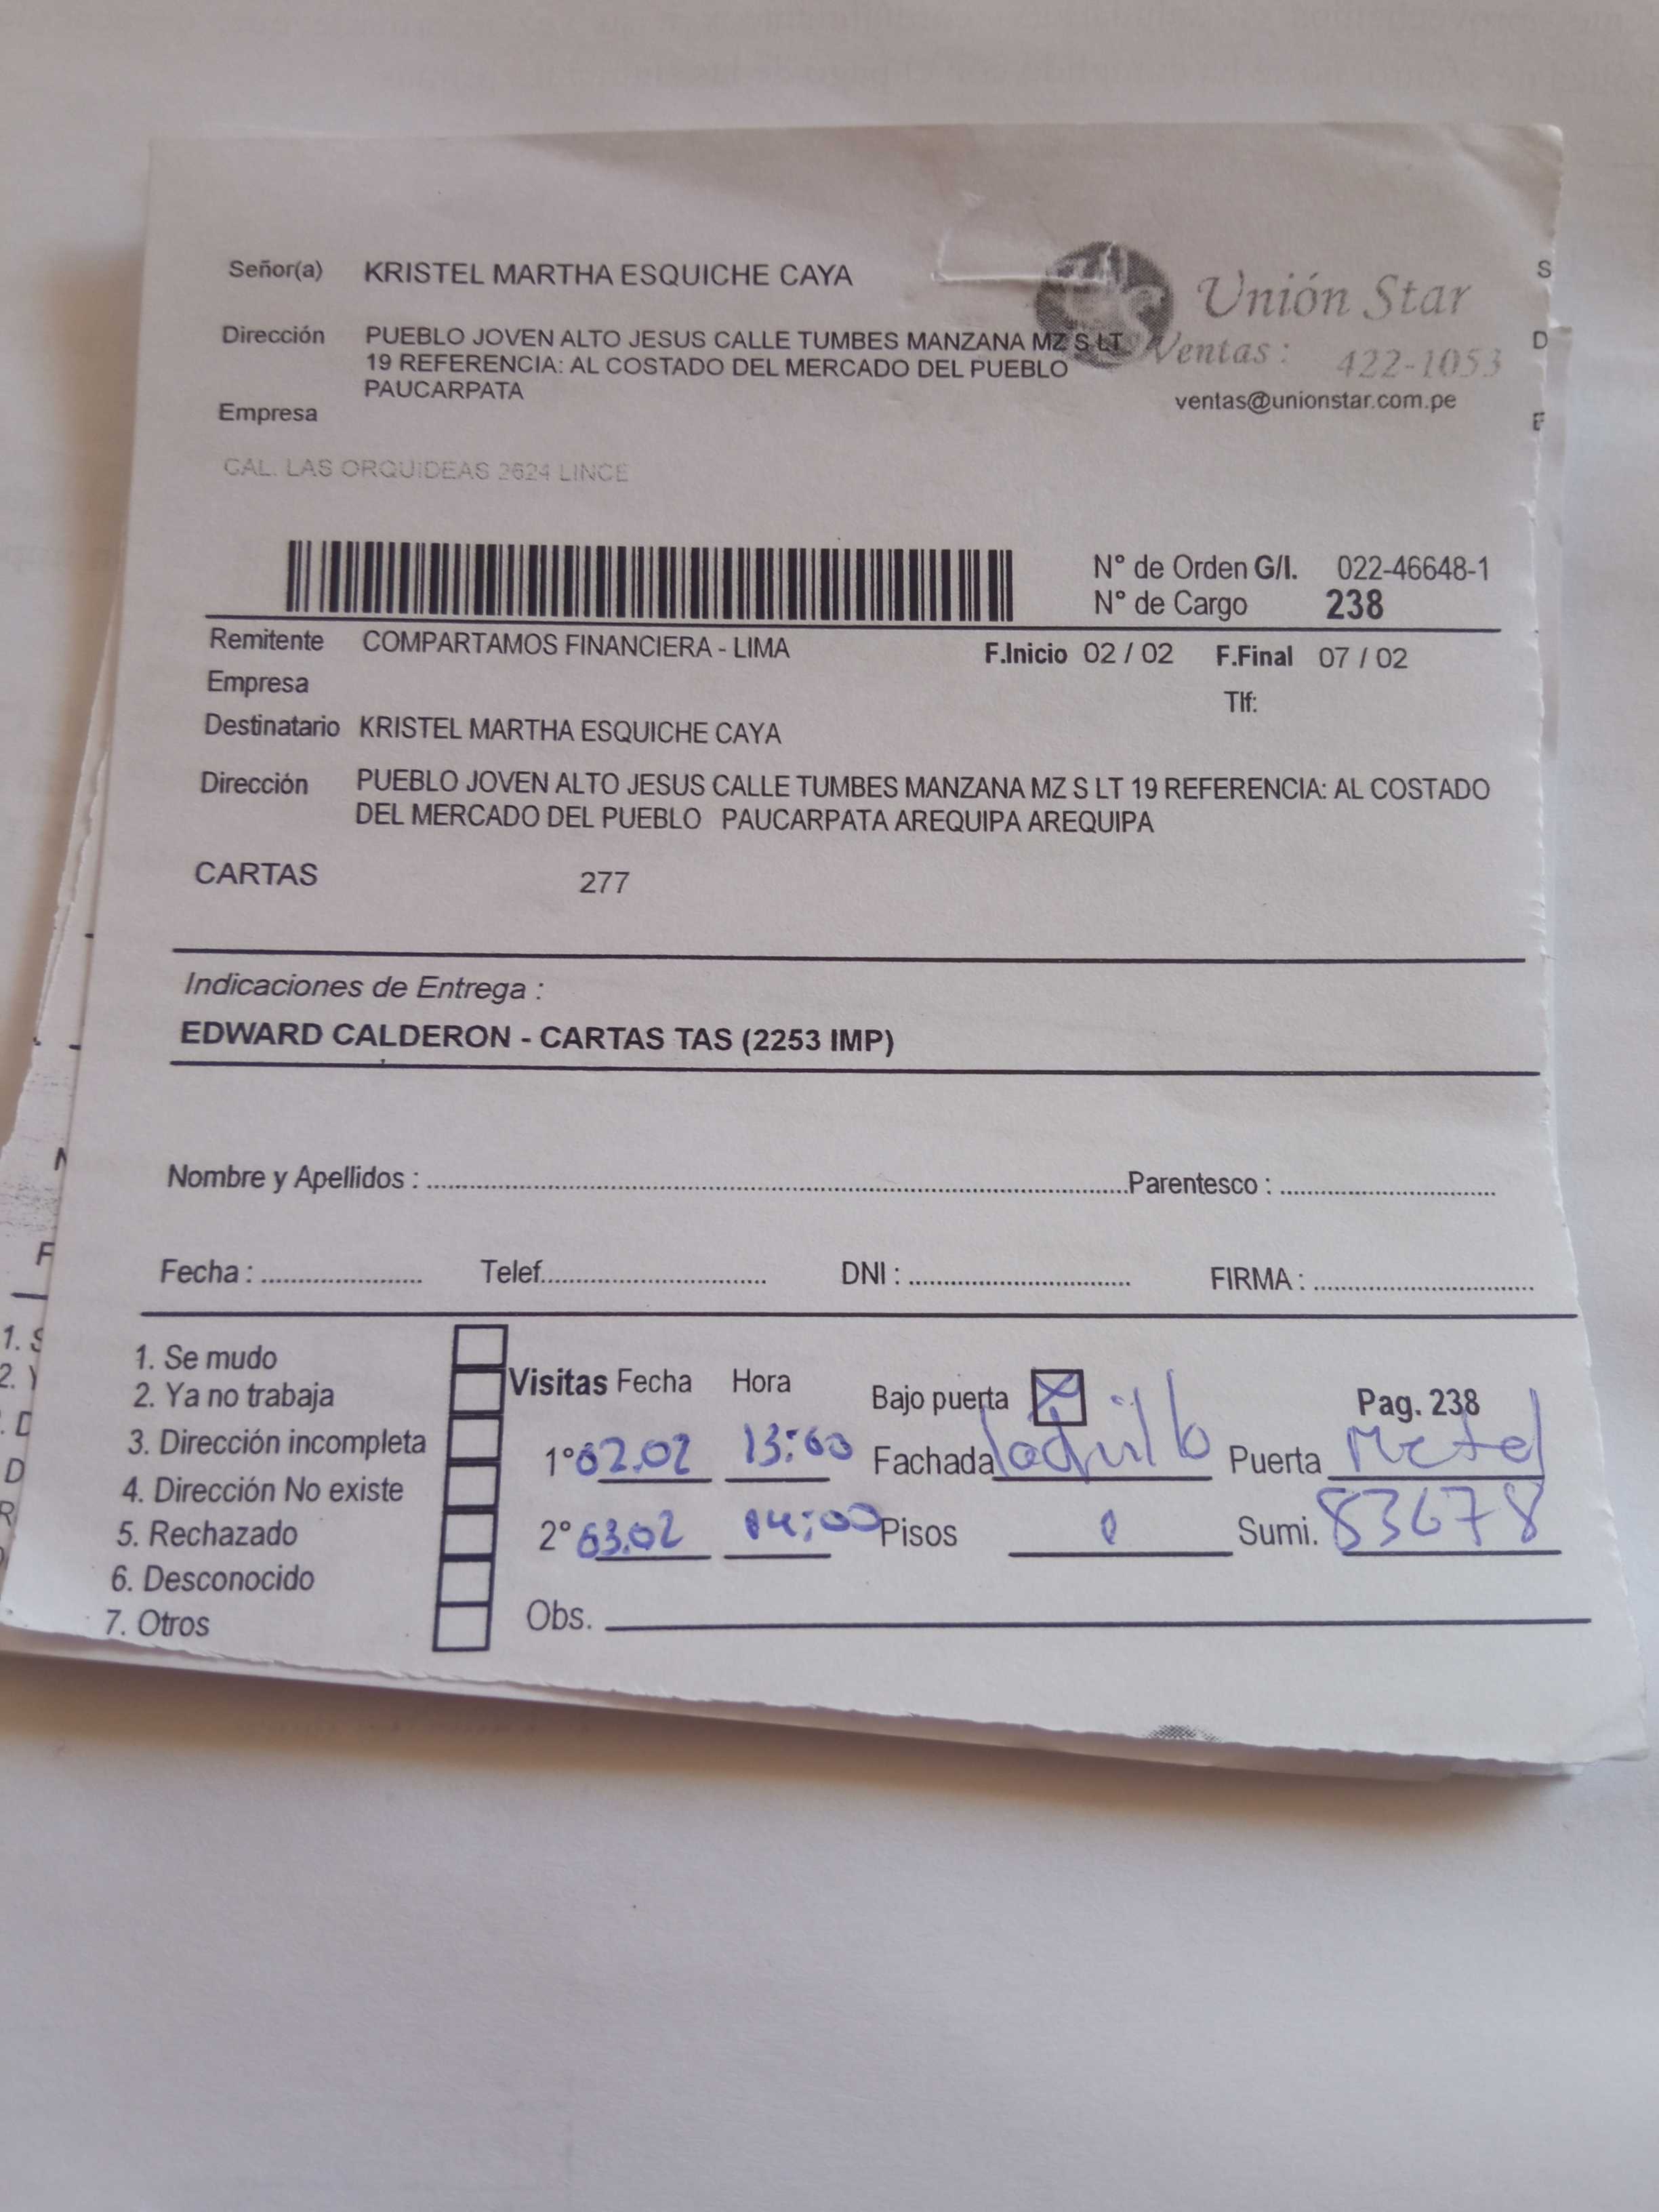 Señor(a) KRISTEL MARTHA ESQUICHE CAYA
Unión Star
Dirección PUEBLO JOVEN ALTO JESUS CALLE TUMBES MANZANA MZ S LT
19 REFERENCIA: AL COSTADO DEL MERCADO DEL PUEBLO
PAUCARPATA
Ventas: 422-1053
ventas@unionstar.com.pe
Empresa
CAL. LAS ORQUIDEAS 2624 LINCE
N° de Orden G/I. 022-46648-1
N° de Cargo 238
Remitente COMPARTAMOS FINANCIERA - LIMA
F.Inicio 02 / 02 F.Final 07 / 02
Empresa
Tlf:
Destinatario KRISTEL MARTHA ESQUICHE CAYA
Dirección PUEBLO JOVEN ALTO JESUS CALLE TUMBES MANZANA MZ S LT 19 REFERENCIA: AL COSTADO
DEL MERCADO DEL PUEBLO PAUCARPATA AREQUIPA AREQUIPA
CARTAS 277
Indicaciones de Entrega :
EDWARD CALDERON - CARTAS TAS (2253 IMP)
Nombre y Apellidos : Parentesco :
Fecha : Telef. DNI : FIRMA :
1. Se mudo
2. Ya no trabaja
3. Dirección incompleta
4. Dirección No existe
5. Rechazado
6. Desconocido
7. Otros
Visitas Fecha Hora
1° 02.02 13:00
2° 03.02 14:00
Bajo puerta X Pag. 238
Fachada ladrillo Puerta Metal
Pisos Sumi. 83678
Obs.